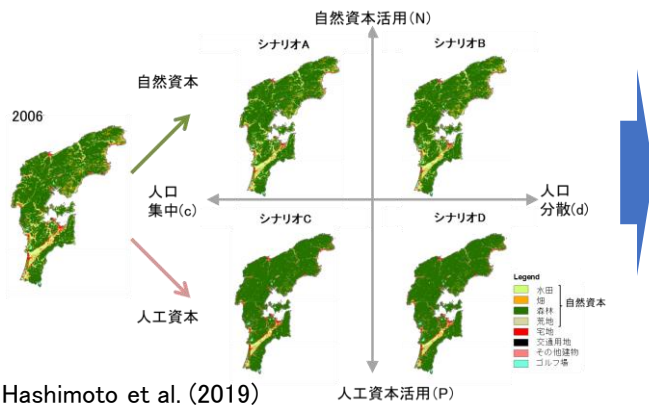 自然資本活用(N)
シナリオA
シナリオB
自然資本
2006
人口
集中(c)
人口
分散(d)
シナリオC
シナリオD
人工資本
Legend
水田
畑
森林
荒地
宅地
交通用地
その他建物
ゴルフ場
自然資本
人工資本活用(P)
Hashimoto et al. (2019)